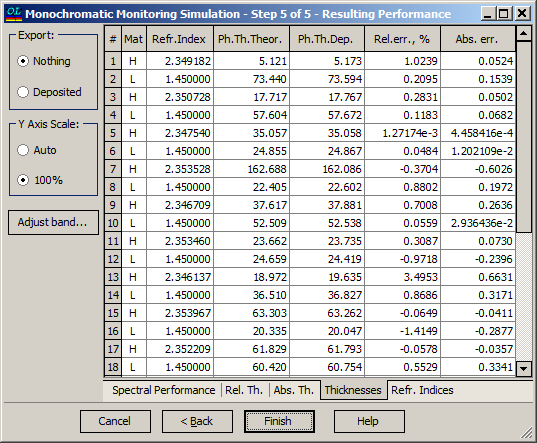 OL Monochromatic Monitoring Simulation - Step 5 of 5 - Resulting Performance
Export:
Nothing
Deposited
Y Axis Scale:
Auto
100%
Adjust band...
# Mat Refr.Index Ph.Th.Theor. Ph.Th.Dep. Rel.err., % Abs. err.
1 H 2.349182 5.121 5.173 1.0239 0.0524
2 L 1.450000 73.440 73.594 0.2095 0.1539
3 H 2.350728 17.717 17.767 0.2831 0.0502
4 L 1.450000 57.604 57.672 0.1183 0.0682
5 H 2.347540 35.057 35.058 1.27174e-3 4.458416e-4
6 L 1.450000 24.855 24.867 0.0484 1.202109e-2
7 H 2.353528 162.688 162.086 -0.3704 -0.6026
8 L 1.450000 22.405 22.602 0.8802 0.1972
9 H 2.346709 37.617 37.881 0.7008 0.2636
10 L 1.450000 52.509 52.538 0.0559 2.936436e-2
11 H 2.353460 23.662 23.735 0.3087 0.0730
12 L 1.450000 24.659 24.419 -0.9718 -0.2396
13 H 2.346137 18.972 19.635 3.4953 0.6631
14 L 1.450000 36.510 36.827 0.8686 0.3171
15 H 2.353967 63.303 63.262 -0.0649 -0.0411
16 L 1.450000 20.335 20.047 -1.4149 -0.2877
17 H 2.352209 61.829 61.793 -0.0578 -0.0357
18 L 1.450000 60.420 60.754 0.5529 0.3341
Spectral Performance Rel. Th. Abs. Th. Thicknesses Refr. Indices
Cancel < Back Finish Help